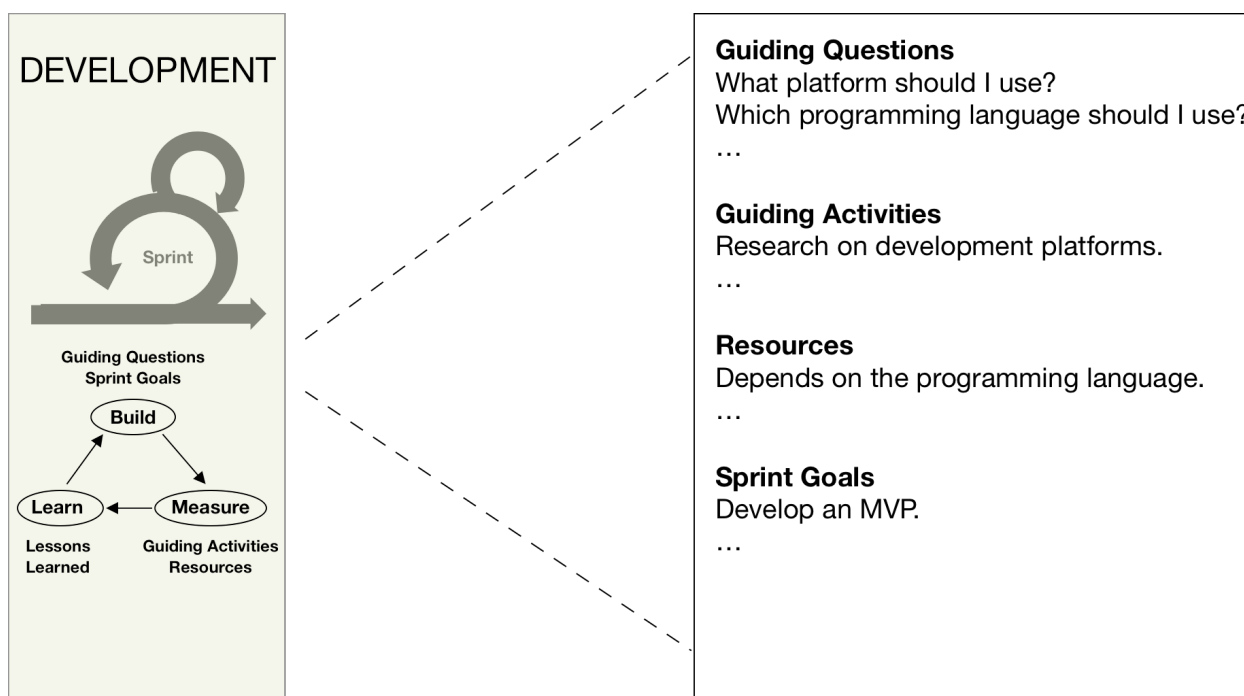 DEVELOPMENT
Sprint
Guiding Questions
Sprint Goals
Build
Learn
Measure
Lessons
Learned
Guiding Activities
Resources
Guiding Questions
What platform should I use?
Which programming language should I use?
...
Guiding Activities
Research on development platforms.
...
Resources
Depends on the programming language.
...
Sprint Goals
Develop an MVP.
...